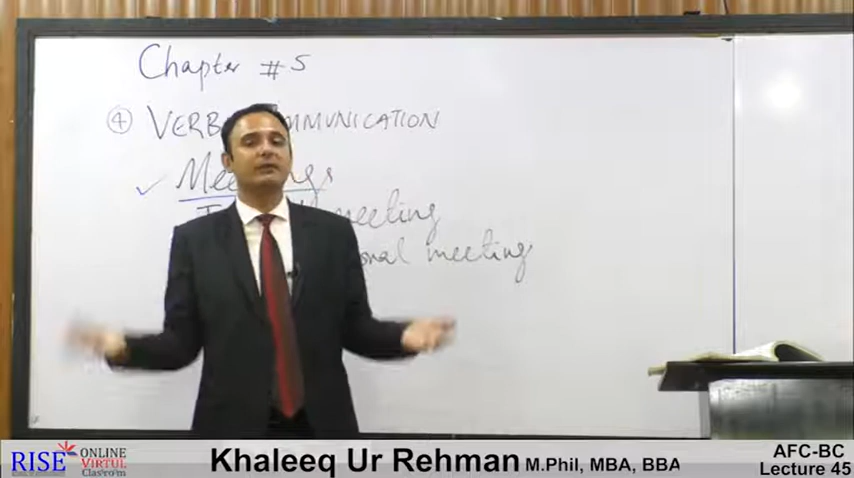 Chapter #5
④ VERB MMUNICATION
✓ Mee ngs
meeting
onal meeting
RISE
ONLINE
VIRTUL
Classroom
Khaleeq Ur Rehman M.Phil, MBA, BBA
AFC-BC
Lecture 45